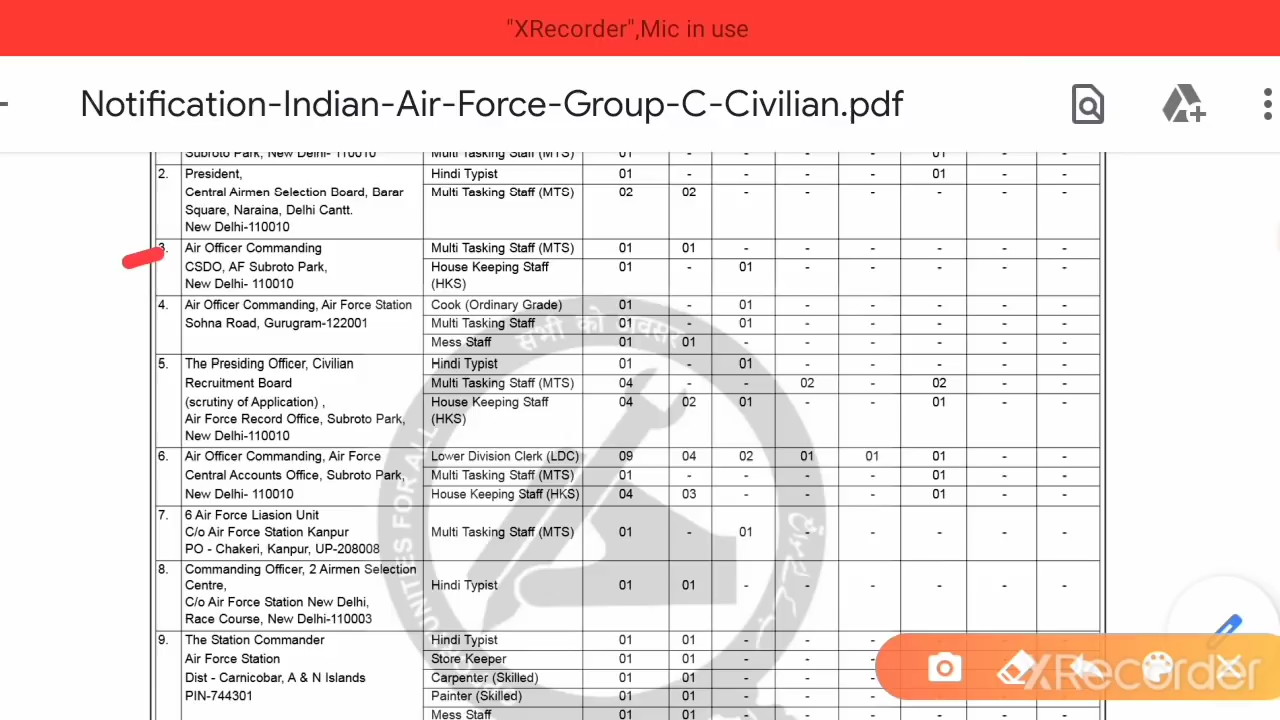 "XRecorder",Mic in use
Notification-Indian-Air-Force-Group-C-Civilian.pdf
Subroto Park, New Delhi- 110010 Multi Tasking Staff (MTS) 01 - - - - 01 - -
2. President, Hindi Typist 01 - - - - 01 - -
Central Airmen Selection Board, Barar Multi Tasking Staff (MTS) 02 02 - - - - - -
Square, Naraina, Delhi Cantt.
New Delhi-110010
3. Air Officer Commanding Multi Tasking Staff (MTS) 01 01 - - - - - -
CSDO, AF Subroto Park, House Keeping Staff 01 - 01 - - - - -
New Delhi- 110010 (HKS)
4. Air Officer Commanding, Air Force Station Cook (Ordinary Grade) 01 - 01 - - - - -
Sohna Road, Gurugram-122001 Multi Tasking Staff 01 - 01 - - - - -
Mess Staff 01 01 - - - - - -
5. The Presiding Officer, Civilian Hindi Typist 01 - 01 - - - - -
Recruitment Board Multi Tasking Staff (MTS) 04 - - 02 - 02 - -
(scrutiny of Application) , House Keeping Staff 04 02 01 - - 01 - -
Air Force Record Office, Subroto Park, (HKS)
New Delhi-110010
6. Air Officer Commanding, Air Force Lower Division Clerk (LDC) 09 04 02 01 01 01 - -
Central Accounts Office, Subroto Park, Multi Tasking Staff (MTS) 01 - - - - 01 - -
New Delhi- 110010 House Keeping Staff (HKS) 04 03 - - - 01 - -
7. 6 Air Force Liasion Unit
C/o Air Force Station Kanpur Multi Tasking Staff (MTS) 01 - 01 - - - - -
PO - Chakeri, Kanpur, UP-208008
8. Commanding Officer, 2 Airmen Selection
Centre, Hindi Typist 01 01 - - - - - -
C/o Air Force Station New Delhi,
Race Course, New Delhi-110003
9. The Station Commander Hindi Typist 01 01 - - - - - -
Air Force Station Store Keeper 01 01 - -
Dist - Carnicobar, A & N Islands Carpenter (Skilled) 01 01 - -
PIN-744301 Painter (Skilled) 01 01 - -
Mess Staff 01 01 - - - - - -
सभी को अवसर
UNITIES FOR ALL
XRecorder